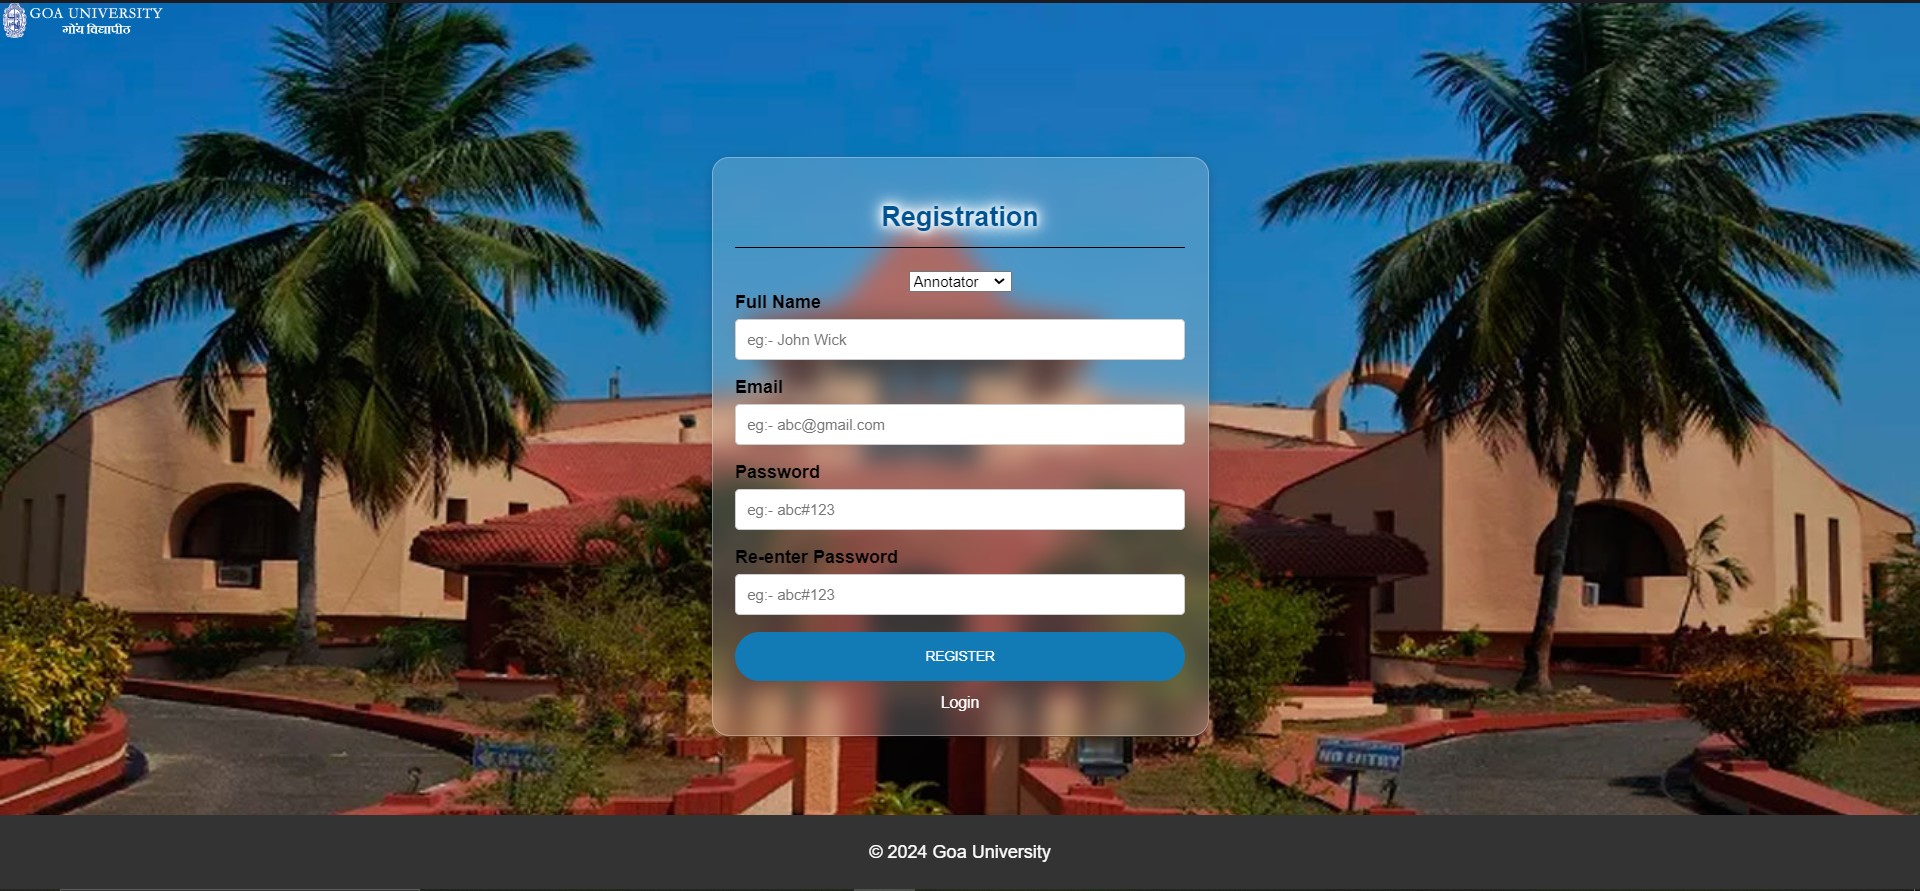 GOA UNIVERSITY
गोंय विद्यापीठ
Registration
Annotator
Full Name
eg:- John Wick
Email
eg:- abc@gmail.com
Password
eg:- abc#123
Re-enter Password
eg:- abc#123
REGISTER
Login
NO ENTRY
© 2024 Goa University